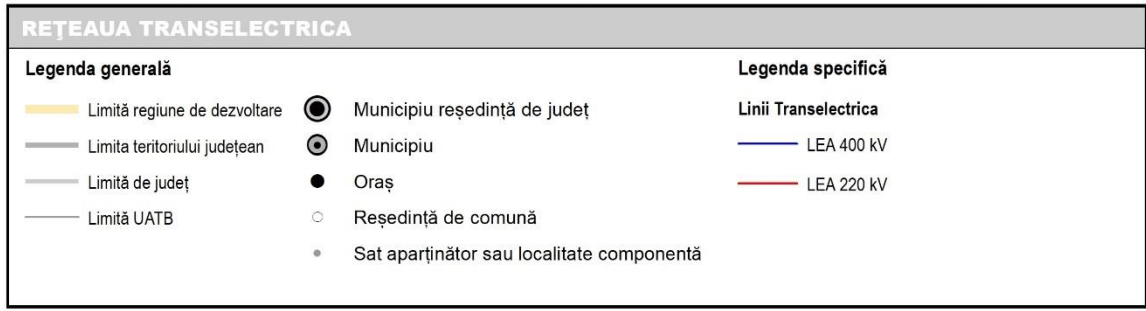 REŢEAUA TRANSELECTRICA
Legenda generală
Limită regiune de dezvoltare
Limita teritoriului județean
Limită de județ
Limită UATB
Municipiu reședință de județ
Municipiu
Oraș
Reședință de comună
Sat aparținător sau localitate componentă
Legenda specifică
Linii Transelectrica
LEA 400 kV
LEA 220 kV